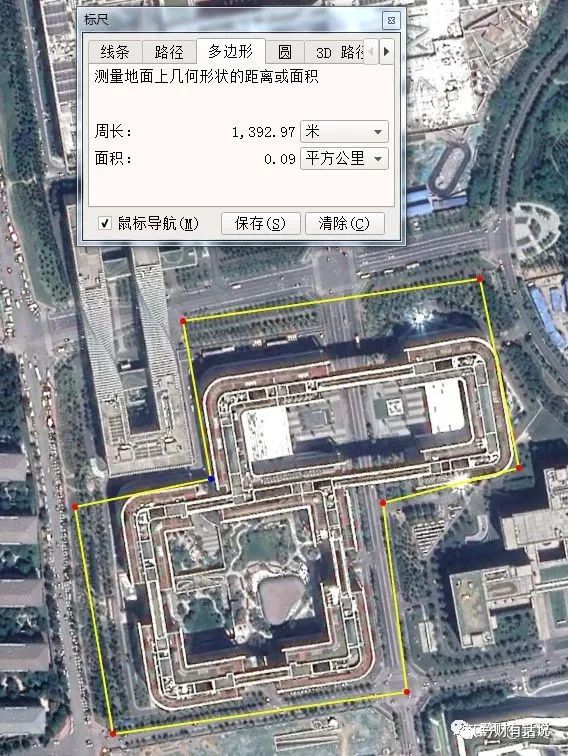 标尺
线条 路径 多边形 圆 3D 路径
测量地面上几何形状的距离或面积
周长： 1,392.97 米
面积： 0.09 平方公里
鼠标导航(M) 保存(S) 清除(C)